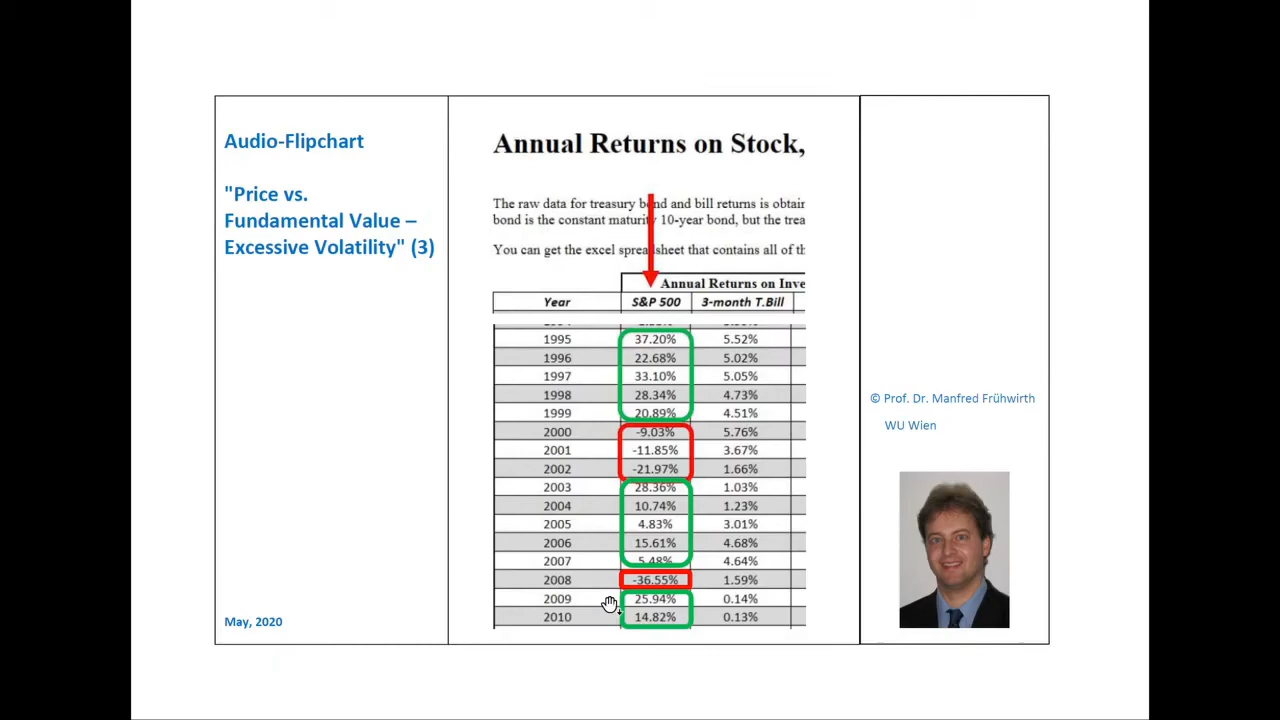 Audio-Flipchart
"Price vs.
Fundamental Value –
Excessive Volatility" (3)
May, 2020
Annual Returns on Stock,
The raw data for treasury bond and bill returns is obtain
bond is the constant maturity 10-year bond, but the trea
You can get the excel spreadsheet that contains all of th
Annual Returns on Inve
Year S&P 500 3-month T.Bill
1995 37.20% 5.52%
1996 22.68% 5.02%
1997 33.10% 5.05%
1998 28.34% 4.73%
1999 20.89% 4.51%
2000 -9.03% 5.76%
2001 -11.85% 3.67%
2002 -21.97% 1.66%
2003 28.36% 1.03%
2004 10.74% 1.23%
2005 4.83% 3.01%
2006 15.61% 4.68%
2007 5.48% 4.64%
2008 -36.55% 1.59%
2009 25.94% 0.14%
2010 14.82% 0.13%
© Prof. Dr. Manfred Frühwirth
WU Wien